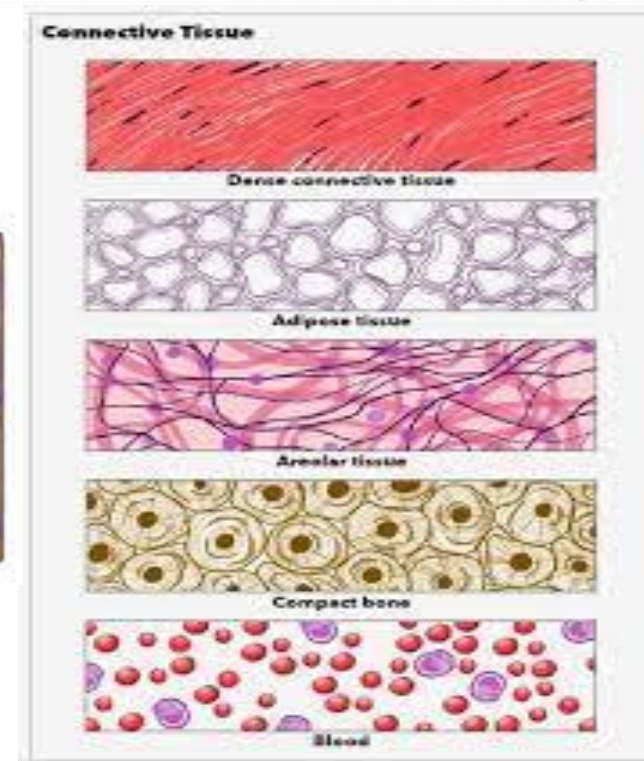 Connective Tissue
Dense connective tissue
Adipose tissue
Areolar tissue
Compact bone
Blood